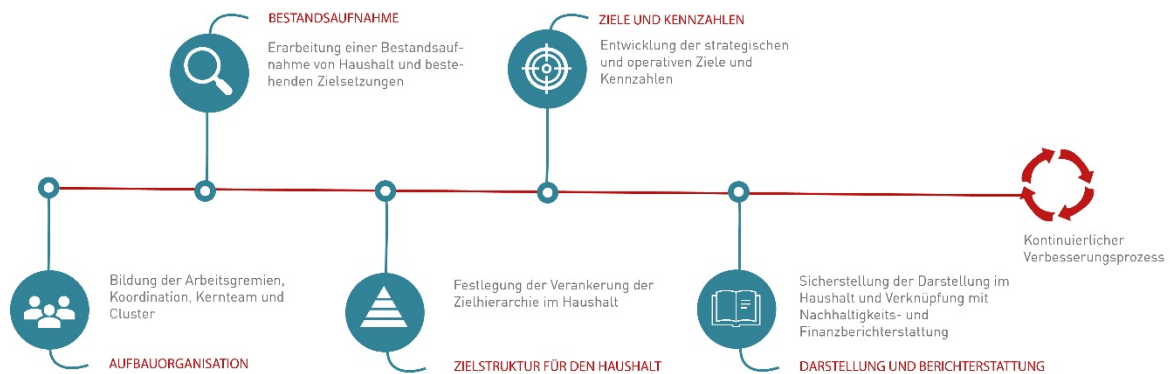 BESTANDSAUFNAHME
Erarbeitung einer Bestandsauf-
nahme von Haushalt und beste-
henden Zielsetzungen
ZIELE UND KENNZAHLEN
Entwicklung der strategischen
und operativen Ziele und
Kennzahlen
Kontinuierlicher
Verbesserungsprozess
Bildung der Arbeitsgremien,
Koordination, Kernteam und
Cluster
AUFBAUORGANISATION
Festlegung der Verankerung der
Zielhierarchie im Haushalt
ZIELSTRUKTUR FÜR DEN HAUSHALT
Sicherstellung der Darstellung im
Haushalt und Verknüpfung mit
Nachhaltigkeits- und
Finanzberichterstattung
DARSTELLUNG UND BERICHTERSTATTUNG